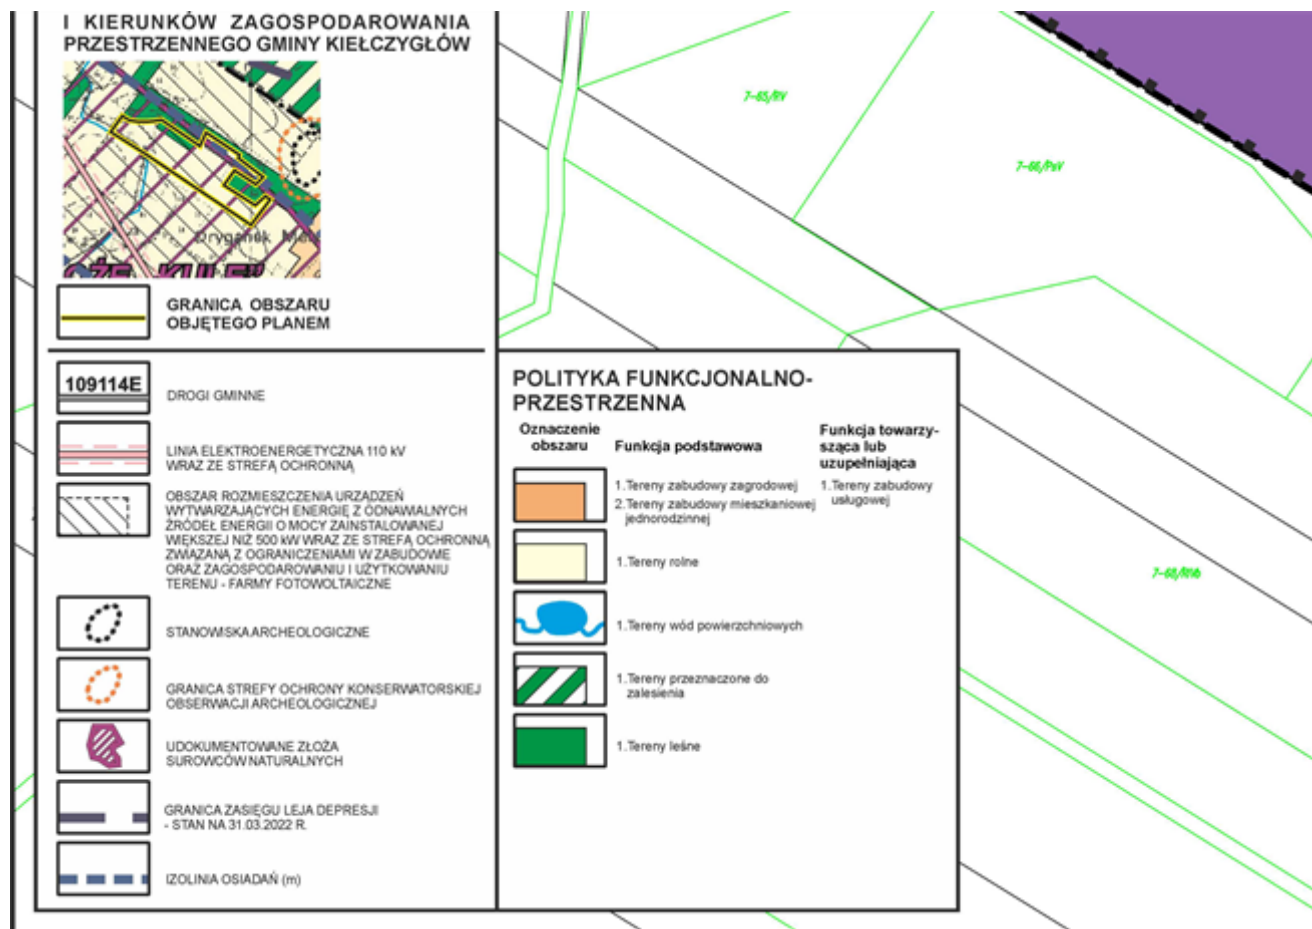 I KIERUNKÓW ZAGOSPODAROWANIA
PRZESTRZENNEGO GMINY KIEŁCZYGŁÓW
GRANICA OBSZARU
OBJĘTEGO PLANEM
109114E
DROGI GMINNE
LINIA ELEKTROENERGETYCZNA 110 kV
WRAZ ZE STREFĄ OCHRONNĄ
OBSZAR ROZMIESZCZENIA URZĄDZEŃ
WYTWARZAJĄCYCH ENERGIĘ Z ODNAWIALNYCH
ŹRÓDEŁ ENERGII O MOCY ZAINSTALOWANEJ
WIĘKSZEJ NIŻ 500 kW WRAZ ZE STREFĄ OCHRONNĄ
ZWIĄZANĄ Z OGRANICZENIAMI W ZABUDOWIE
ORAZ ZAGOSPODAROWANIU I UŻYTKOWANIU
TERENU - FARMY FOTOWOLTAICZNE
STANOWISKA ARCHEOLOGICZNE
GRANICA STREFY OCHRONY KONSERWATORSKIEJ
OBSERWACJI ARCHEOLOGICZNEJ
UDOKUMENTOWANE ZŁOŻA
SUROWCÓW NATURALNYCH
GRANICA ZASIĘGU LEJA DEPRESJI
- STAN NA 31.03.2022 R.
IZOLINIA OSIADAŃ (m)
POLITYKA FUNKCJONALNO-
PRZESTRZENNA
Oznaczenie
obszaru
Funkcja podstawowa
Funkcja towarzy-
sząca lub
uzupełniająca
1.Tereny zabudowy zagrodowej
2.Tereny zabudowy mieszkaniowej
jednorodzinnej
1.Tereny zabudowy
usługowej
1.Tereny rolne
1.Tereny wód powierzchniowych
1.Tereny przeznaczone do
zalesienia
1.Tereny leśne
7-65/RV
7-66/PsV